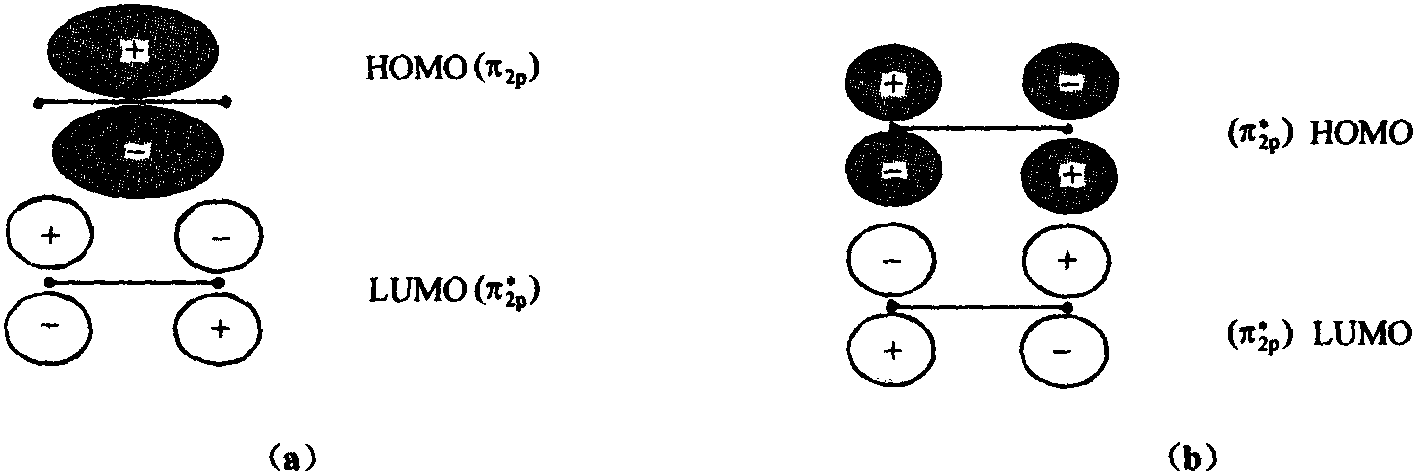 +
HOMO (π₂ₚ)
−
+ −
LUMO (π*₂ₚ)
− +
(a)
+ −
(π*₂ₚ) HOMO
− +
− +
(π*₂ₚ) LUMO
+ −
(b)